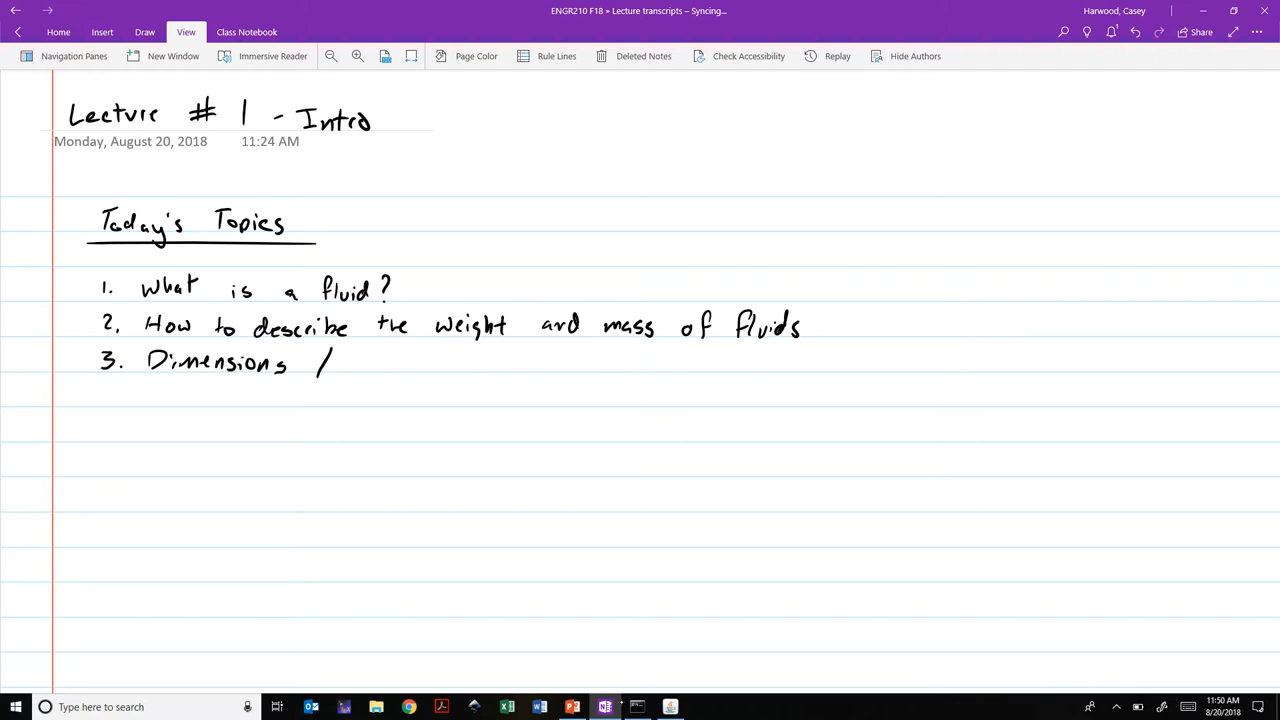 ENGR210 F18 » Lecture transcripts – Syncing...
Harwood, Casey
Home Insert Draw View Class Notebook
Share
Navigation Panes New Window Immersive Reader Page Color Rule Lines Deleted Notes Check Accessibility Replay Hide Authors
Lecture # 1 - Intro
Monday, August 20, 2018 11:24 AM
Today's Topics
1. What is a fluid?
2. How to describe the weight and mass of fluids
3. Dimensions /
Type here to search
11:50 AM
8/20/2018